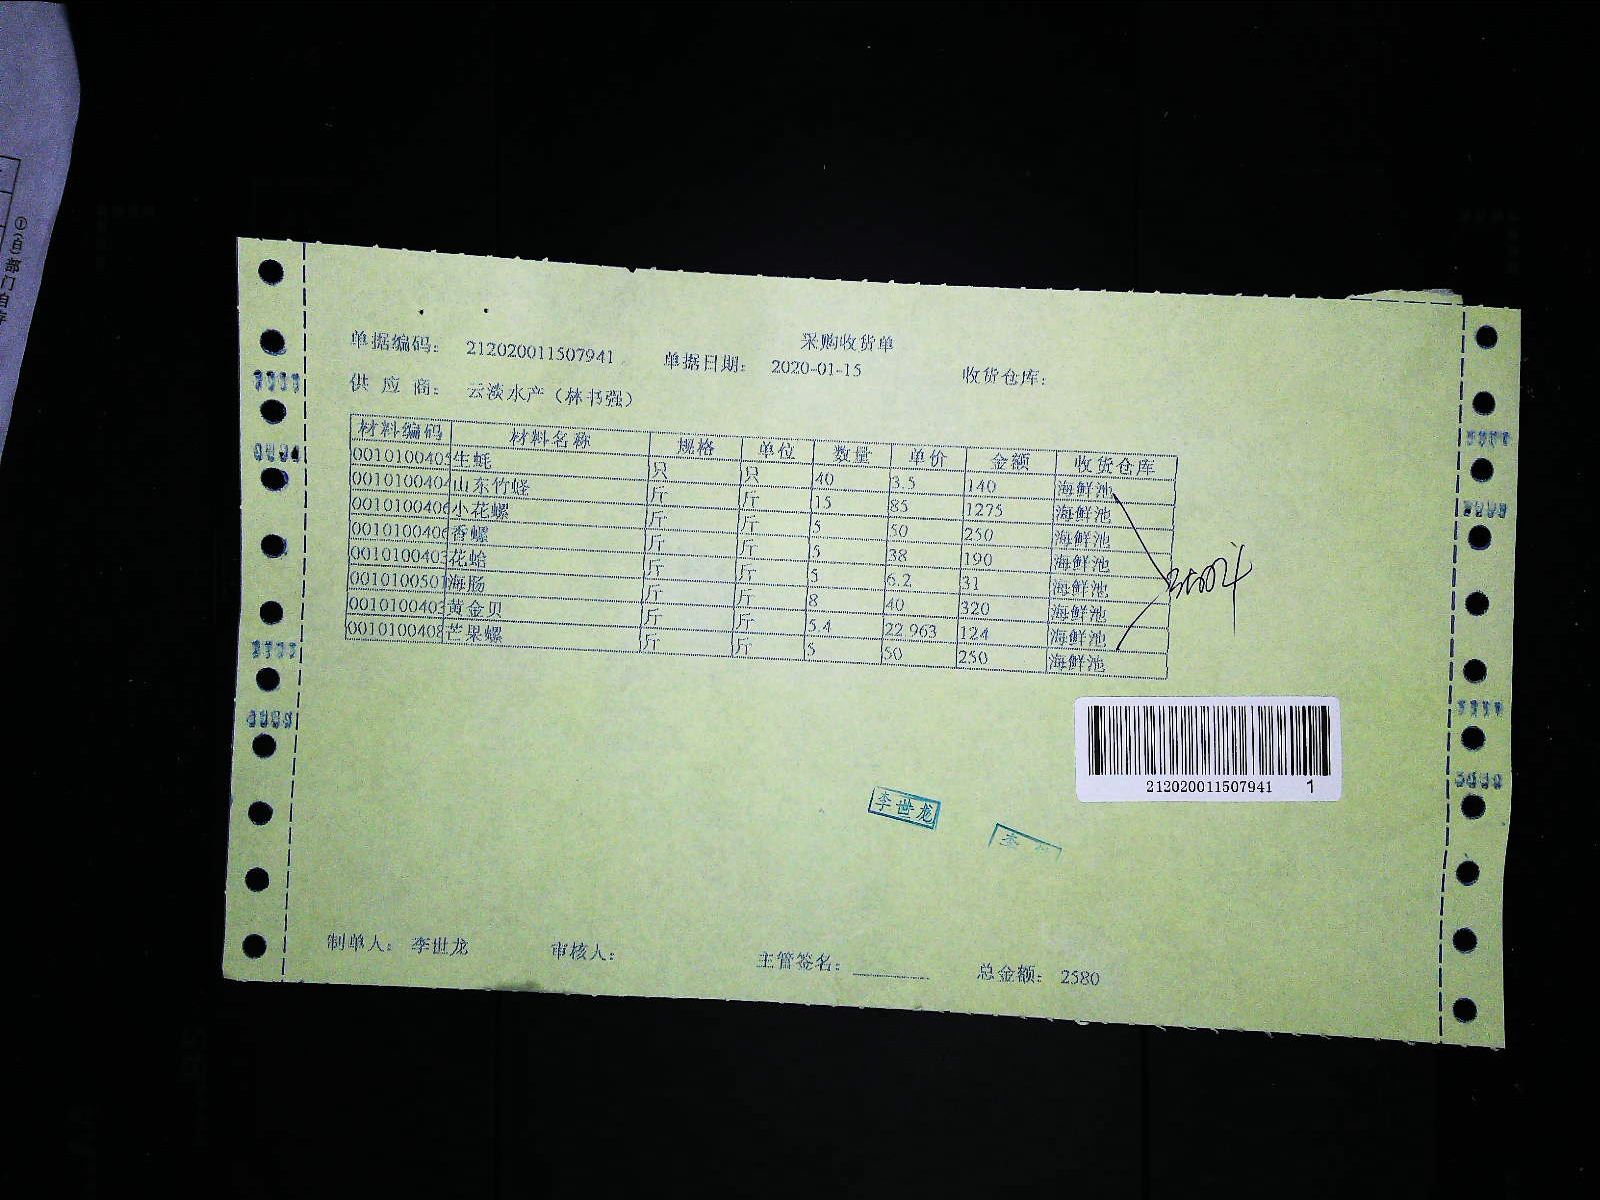 采购收货单
单据编码： 212020011507941 单据日期： 2020-01-15 收货仓库：
供 应 商： 云淡水产（林书强）
材料编码 材料名称 规格 单位 数量 单价 金额 收货仓库
0010100405 生蚝 只 只 40 3.5 140 海鲜池
0010100404 山东竹蛏 斤 斤 15 85 1275 海鲜池
0010100406 小花螺 斤 斤 5 50 250 海鲜池
0010100406 香螺 斤 斤 5 38 190 海鲜池
0010100403 花蛤 斤 斤 5 6.2 31 海鲜池
0010100501 海肠 斤 斤 8 40 320 海鲜池
0010100403 黄金贝 斤 斤 5.4 22.963 124 海鲜池
0010100408 芒果螺 斤 斤 5 50 250 海鲜池
212020011507941 1
李世龙
李
制单人： 李世龙 审核人： 主管签名： 总金额： 2580
①(白)部门自存